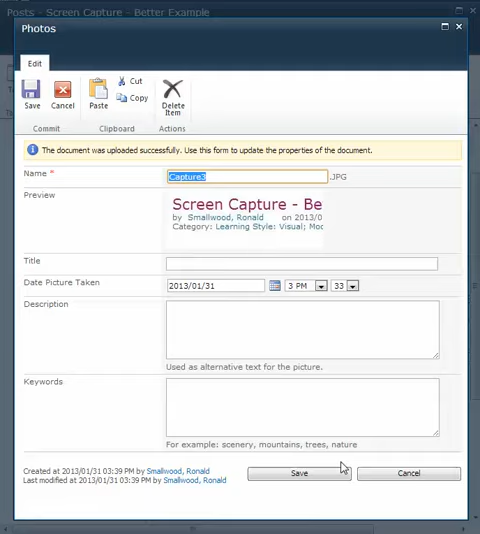 Posts - Screen Capture - Better Example
Photos
Edit
Save
Cancel
Paste
Cut
Copy
Delete
Item
Commit
Clipboard
Actions
The document was uploaded successfully. Use this form to update the properties of the document.
Name *
Capture3
.JPG
Preview
Screen Capture - Be
by Smallwood, Ronald on 2013/0
Category: Learning Style: Visual; Moc
Title
Date Picture Taken
2013/01/31
3 PM
33
Description
Used as alternative text for the picture.
Keywords
For example: scenery, mountains, trees, nature
Created at 2013/01/31 03:39 PM by Smallwood, Ronald
Last modified at 2013/01/31 03:39 PM by Smallwood, Ronald
Save
Cancel